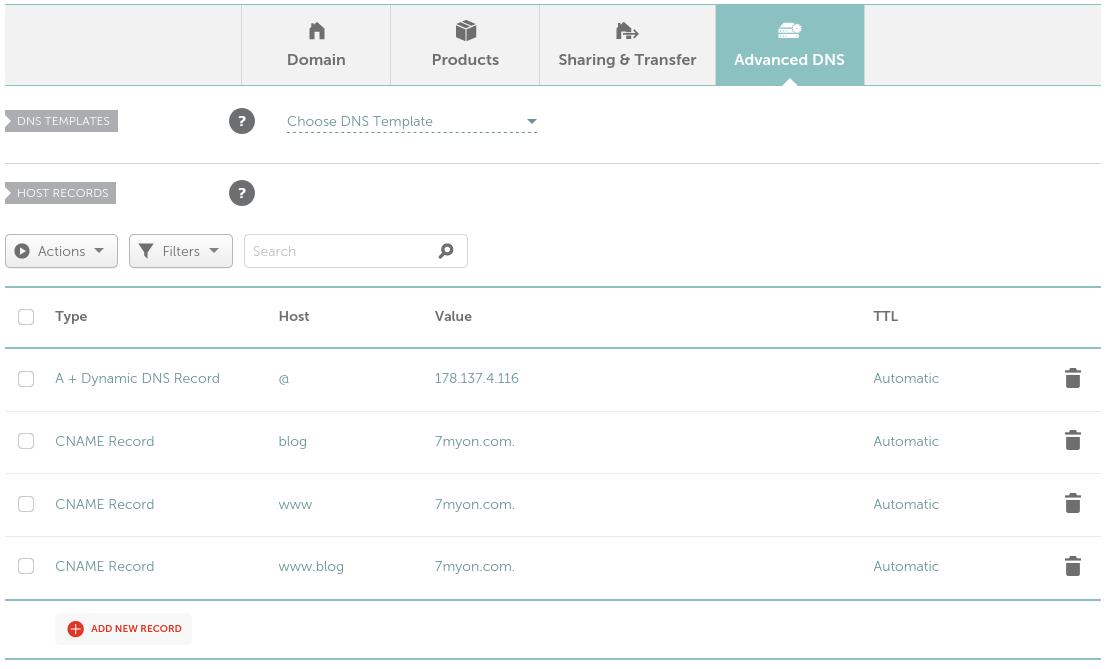 Domain
Products
Sharing & Transfer
Advanced DNS
DNS TEMPLATES
?
Choose DNS Template
HOST RECORDS
?
Actions
Filters
Search
Type Host Value TTL
A + Dynamic DNS Record @ 178.137.4.116 Automatic
CNAME Record blog 7myon.com. Automatic
CNAME Record www 7myon.com. Automatic
CNAME Record www.blog 7myon.com. Automatic
ADD NEW RECORD